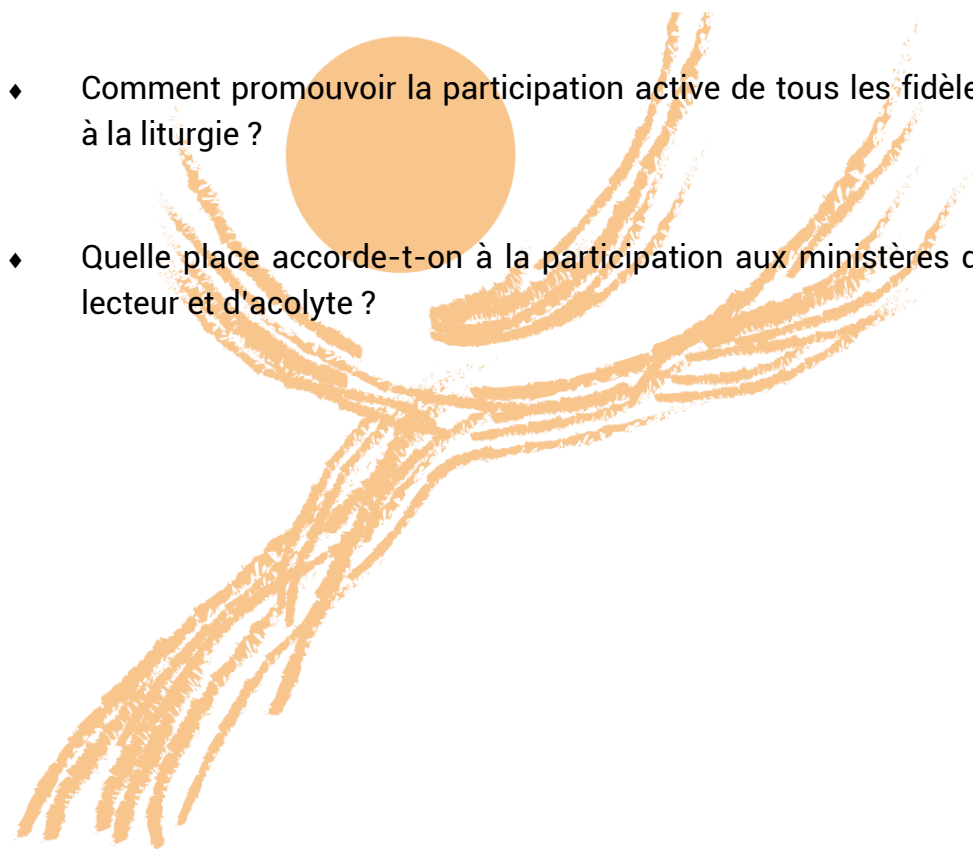 ♦ Comment promouvoir la participation active de tous les fidèle
à la liturgie ?
♦ Quelle place accorde-t-on à la participation aux ministères
lecteur et d'acolyte ?